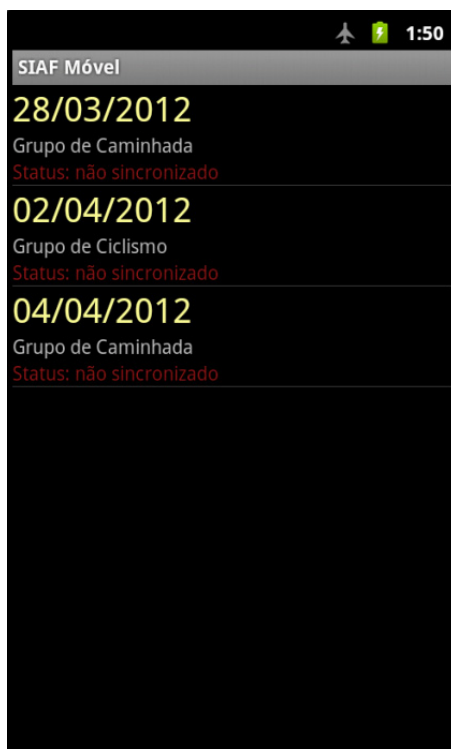 1:50
SIAF Móvel
28/03/2012
Grupo de Caminhada
Status: não sincronizado
02/04/2012
Grupo de Ciclismo
Status: não sincronizado
04/04/2012
Grupo de Caminhada
Status: não sincronizado